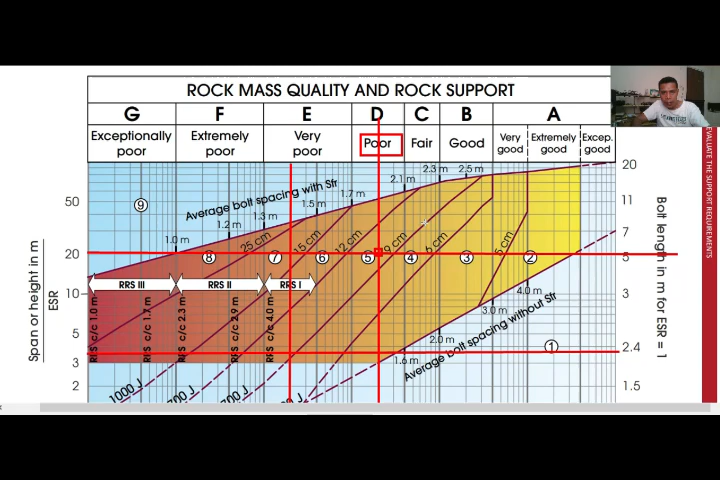 ROCK MASS QUALITY AND ROCK SUPPORT
G F E D C B A
Exceptionally poor
Extremely poor
Very poor
Poor
Fair
Good
Very good
Extremely good
Excep. good
Average bolt spacing with Sfr
1.0 m
1.2 m
1.3 m
1.5 m
1.7 m
2.1 m
2.3 m
2.5 m
25 cm
15 cm
12 cm
9 cm
6 cm
5 cm
⑨
⑧ ⑦ ⑥ ⑤ ④ ③ ②
①
RRS III
RRS II
RRS I
RRS c/c 1.0 m
RRS c/c 1.7 m
RRS c/c 2.3 m
RRS c/c 2.9 m
RRS c/c 4.0 m
4.0 m
3.0 m
2.0 m
1.6 m
Average bolt spacing without Sfr
1000 J
700 J
Span or height in m
ESR
50
20
10
5
3
2
20
11
7
5
3
2.4
1.5
Bolt length in m for ESR = 1
EVALUATE THE SUPPORT REQUIREMENTS